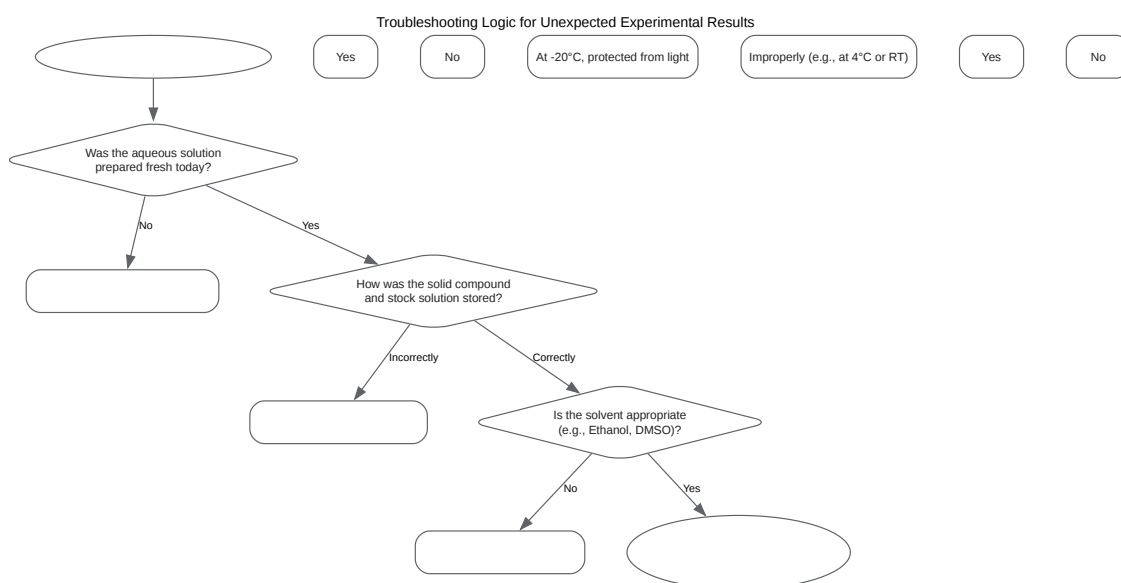 Troubleshooting Logic for Unexpected Experimental Results
Yes
No
At -20°C, protected from light
Improperly (e.g., at 4°C or RT)
Yes
No
Was the aqueous solution
prepared fresh today?
No
Yes
How was the solid compound
and stock solution stored?
Incorrectly
Correctly
Is the solvent appropriate
(e.g., Ethanol, DMSO)?
No
Yes